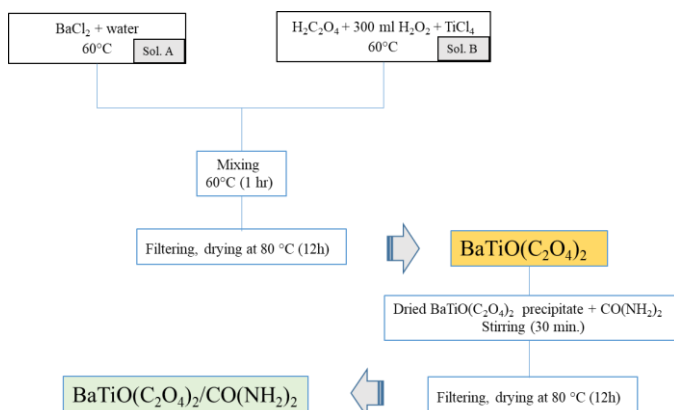 BaCl₂ + water
60°C
Sol. A
H₂C₂O₄ + 300 ml H₂O₂ + TiCl₄
60°C
Sol. B
Mixing
60°C (1 hr)
Filtering, drying at 80 °C (12h)
BaTiO(C₂O₄)₂
Dried BaTiO(C₂O₄)₂ precipitate + CO(NH₂)₂
Stirring (30 min.)
Filtering, drying at 80 °C (12h)
BaTiO(C₂O₄)₂/CO(NH₂)₂